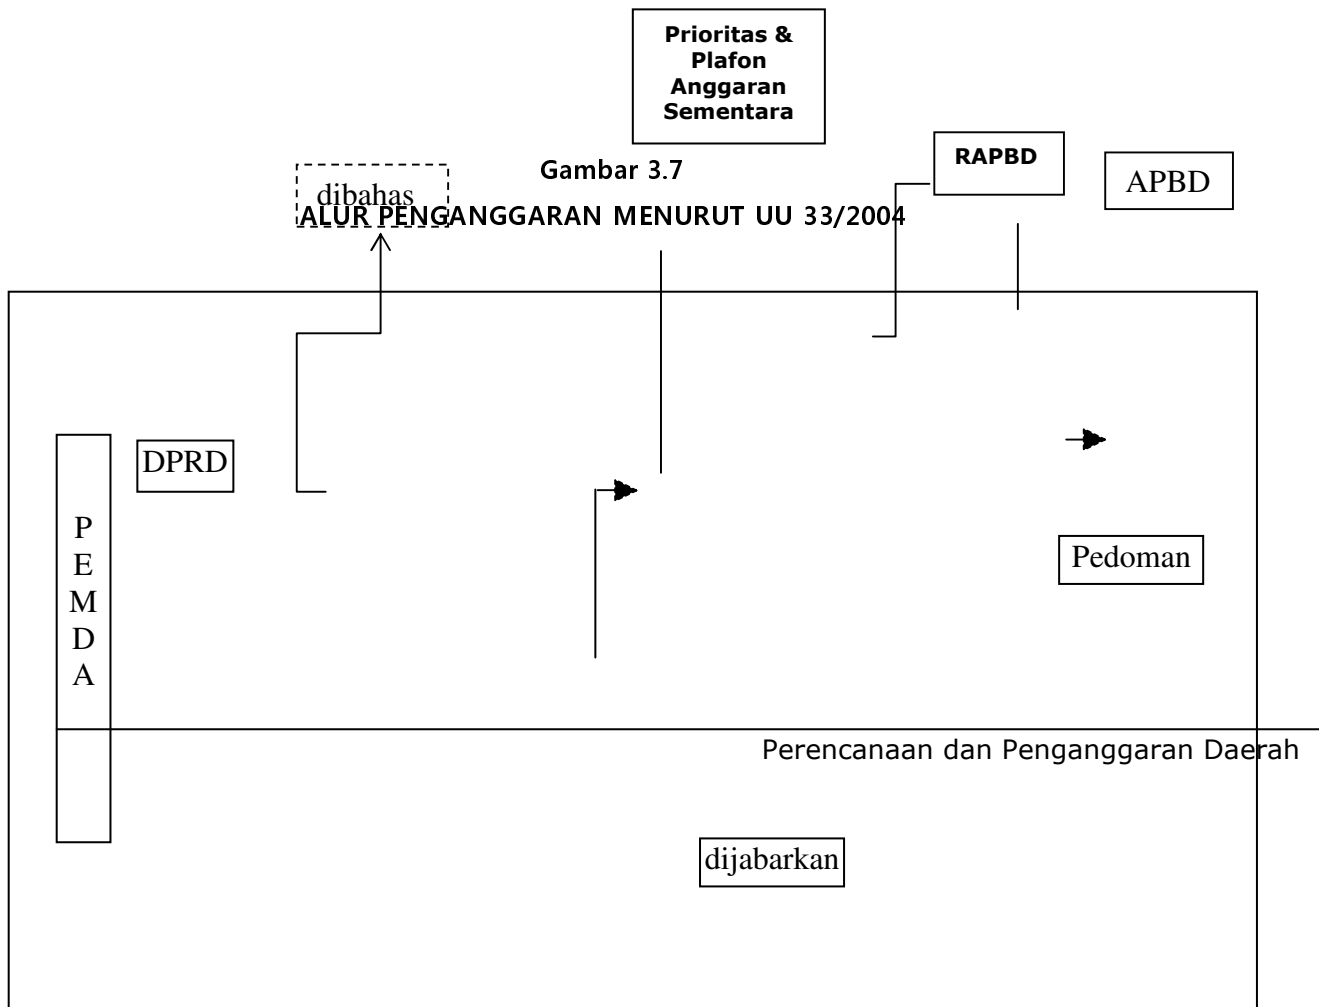 Prioritas &
Plafon
Anggaran
Sementara
RAPBD
APBD
Gambar 3.7
dibahas
ALUR PENGANGGARAN MENURUT UU 33/2004
DPRD
P
E
M
D
A
Pedoman
Perencanaan dan Penganggaran Daerah
dijabarkan